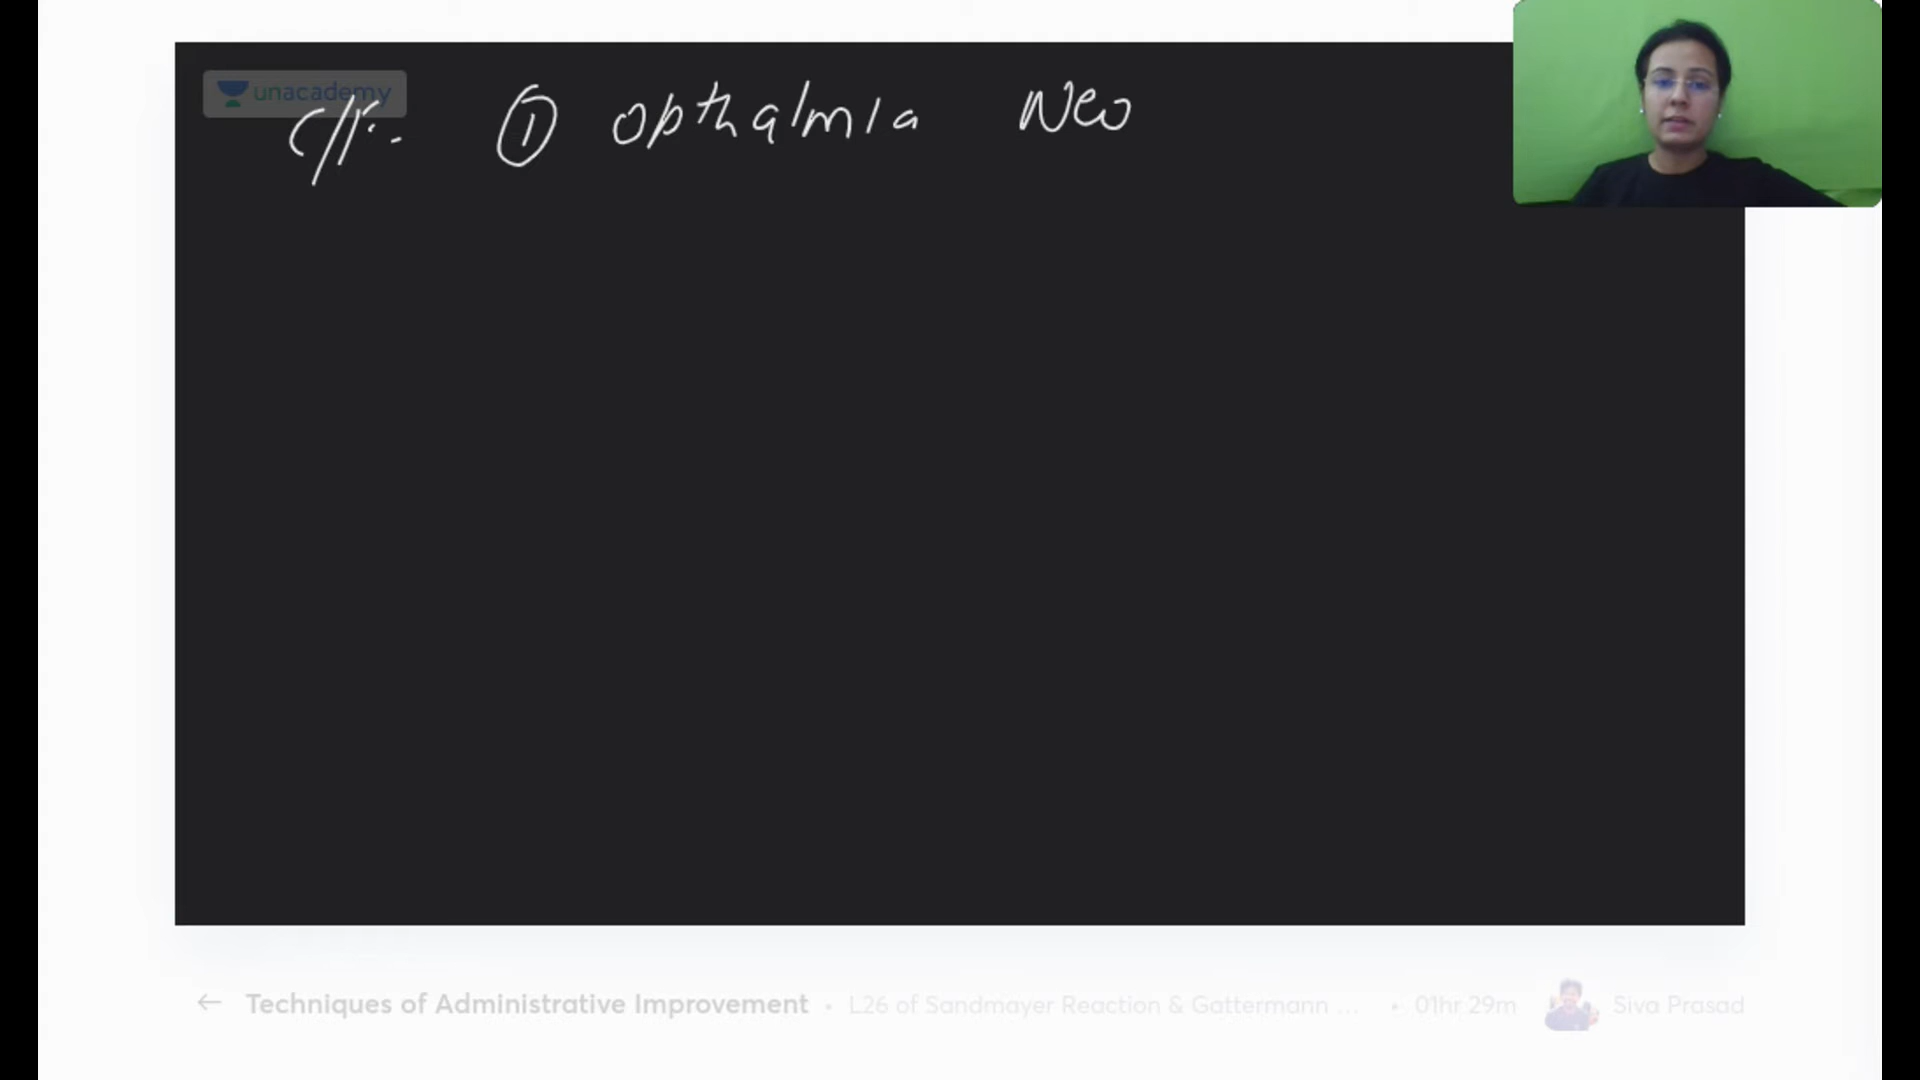 unacademy
① opthalmia Neo
← Techniques of Administrative Improvement • L26 of Sandmayer Reaction & Gattermann ... • 01hr 29m Siva Prasad